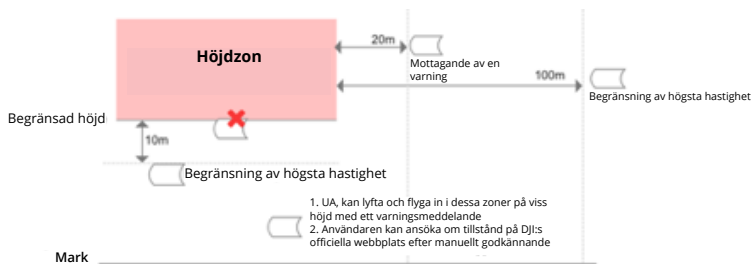 Höjdzon
20m
Mottagande av en
varning
100m
Begränsning av högsta hastighet
Begränsad höjd
10m
Begränsning av högsta hastighet
1. UA, kan lyfta och flyga in i dessa zoner på viss
höjd med ett varningsmeddelande
2. Användaren kan ansöka om tillstånd på DJI:s
officiella webbplats efter manuellt godkännande
Mark